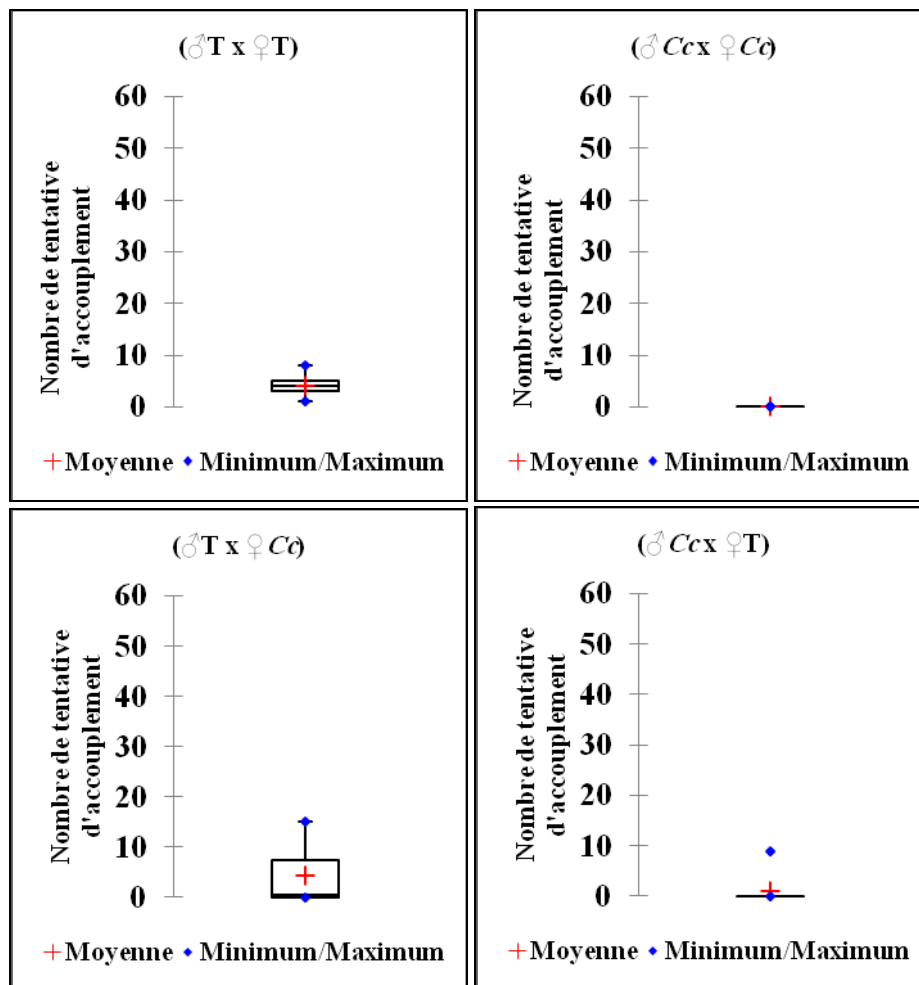 (♂T x ♀T)
Nombre de tentative
d'accouplement
60
50
40
30
20
10
0
Moyenne Minimum/Maximum
(♂Cc x ♀Cc)
Nombre de tentative
d'accouplement
60
50
40
30
20
10
0
Moyenne Minimum/Maximum
(♂T x ♀Cc)
Nombre de tentative
d'accouplement
60
50
40
30
20
10
0
Moyenne Minimum/Maximum
(♂Cc x ♀T)
Nombre de tentative
d'accouplement
60
50
40
30
20
10
0
Moyenne Minimum/Maximum